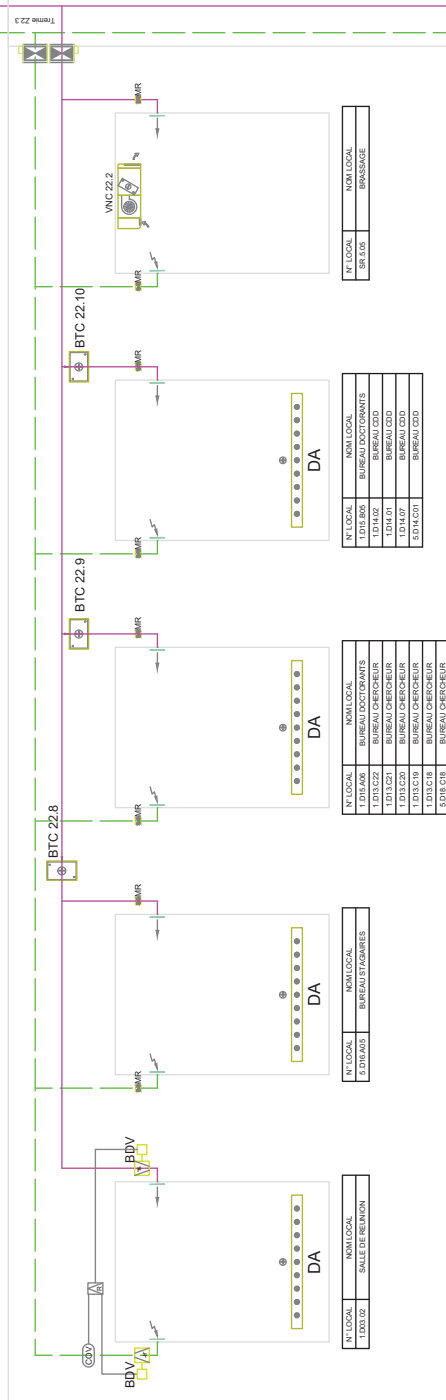 Tremie Z2.3
BTC 22.8
BTC 22.9
BTC 22.10
COV
R
BDV
BDV
MR
MR
MR
MR
MR
MR
MR
MR
VNC 22.2
DA
DA
DA
DA
N° LOCAL NOM LOCAL
1.D03.02 SALLE DE REUNION
N° LOCAL NOM LOCAL
5.D16.A05 BUREAU STAGIAIRES
N° LOCAL NOM LOCAL
1.D15.A06 BUREAU DOCTORANTS
1.D13.C22 BUREAU CHERCHEUR
1.D13.C21 BUREAU CHERCHEUR
1.D13.C20 BUREAU CHERCHEUR
1.D13.C19 BUREAU CHERCHEUR
1.D13.C18 BUREAU CHERCHEUR
5.D18.C18 BUREAU CHERCHEUR
N° LOCAL NOM LOCAL
1.D15.B05 BUREAU DOCTORANTS
1.D14.02 BUREAU CDD
1.D14.01 BUREAU CDD
1.D14.07 BUREAU CDD
5.D14.C01 BUREAU CDD
N° LOCAL NOM LOCAL
SR.5.05 BRASSAGE